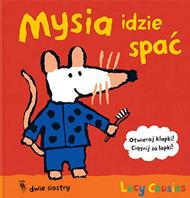 Mysia idzie
spać
Otwieraj klapki!
Ciągnij za łapki!
dwie siostry
Lucy Cousins